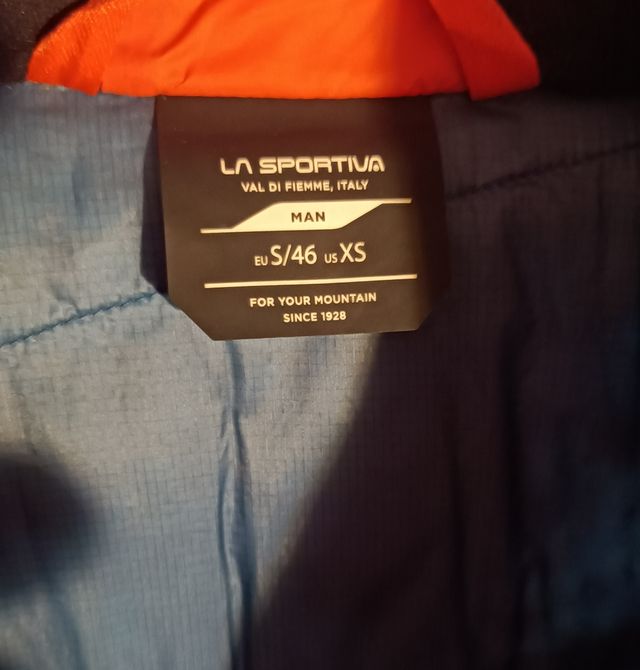 LA SPORTIVA
VAL DI FIEMME, ITALY
MAN
EU S/46 US XS
FOR YOUR MOUNTAIN
SINCE 1928